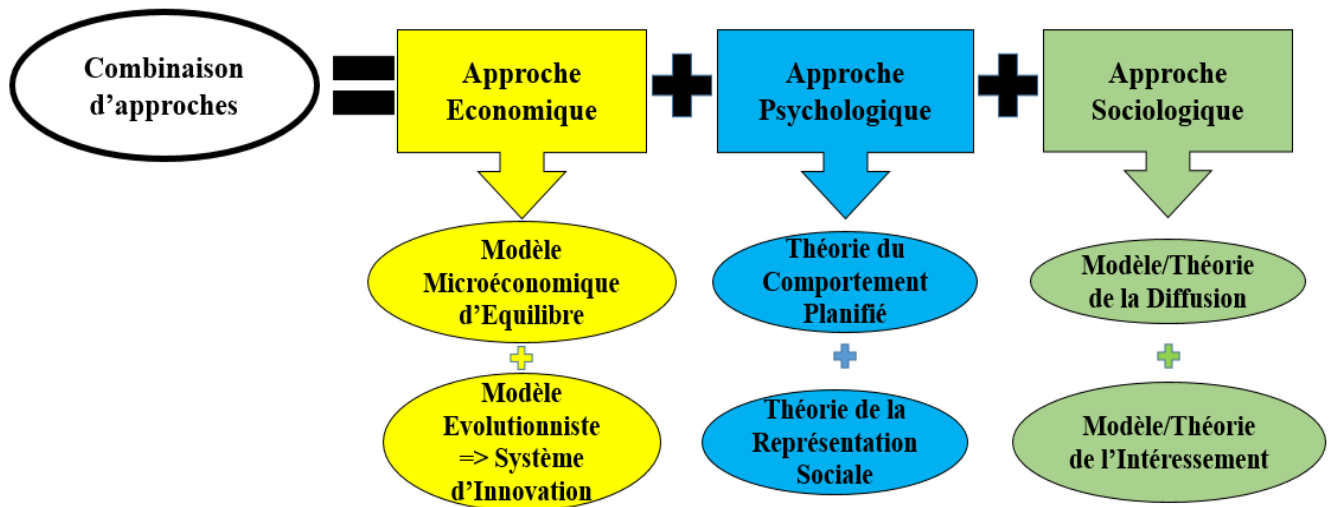 Combinaison
d’approches
Approche
Economique
Approche
Psychologique
Approche
Sociologique
Modèle
Microéconomique
d’Equilibre
Théorie du
Comportement
Planifié
Modèle/Théorie
de la Diffusion
Modèle
Evolutionniste
=> Système
d’Innovation
Théorie de la
Représentation
Sociale
Modèle/Théorie
de l’Intéressement